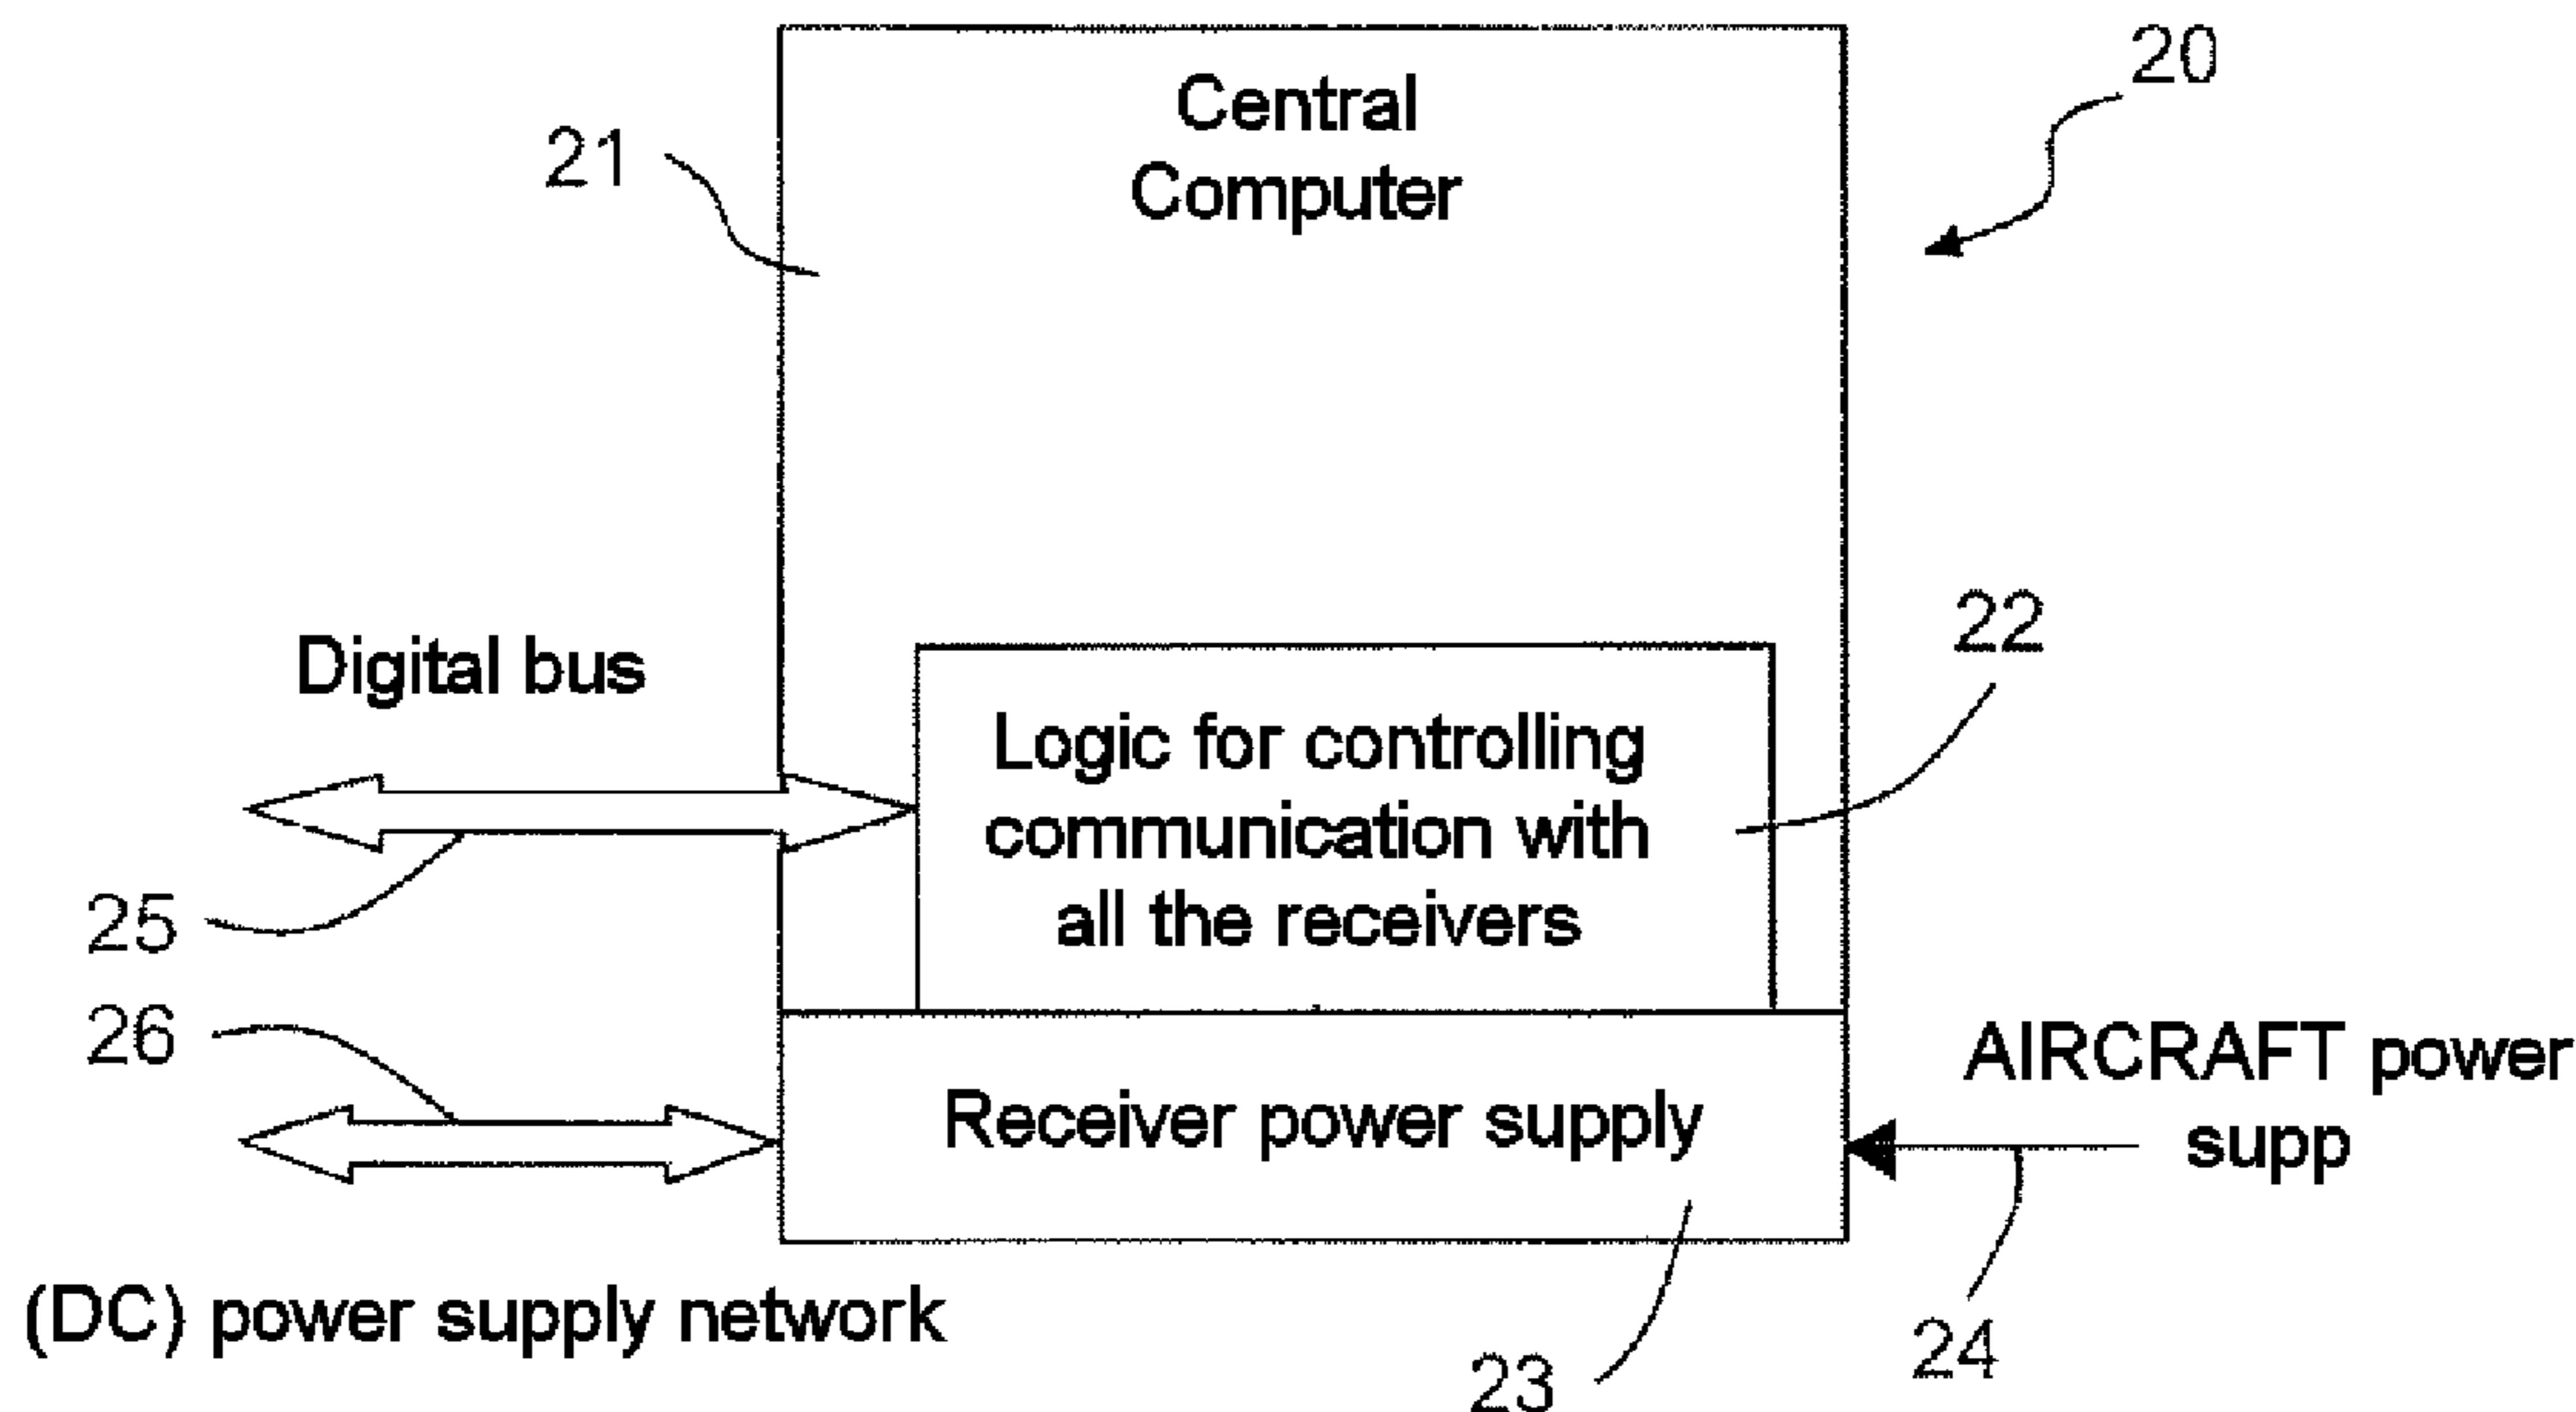 20
Central
Computer
21
22
Digital bus
Logic for controlling
communication with
all the receivers
25
26
AIRCRAFT power
supp
Receiver power supply
(DC) power supply network
24
23